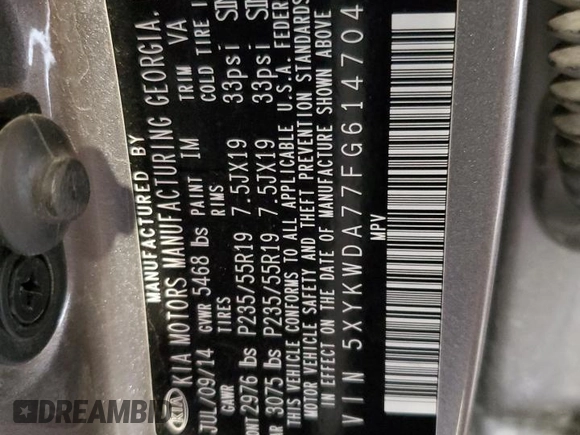 MANUFACTURED BY
KIA MOTORS MANUFACTURING GEORGIA,
JUL/09/14 GVWR 5468 lbs PAINT IM TRIM VA
GAWR TIRES RIMS COLD TIRE
2976 lbs P235/55R19 7.5JX19 33psi
3075 lbs P235/55R19 7.5JX19 33psi
THIS VEHICLE CONFORMS TO ALL APPLICABLE U.S.A. FEDER
MOTOR VEHICLE SAFETY AND THEFT PREVENTION STANDARDS
IN EFFECT ON THE DATE OF MANUFACTURE SHOWN ABOVE
VIN 5XYKWDA77FG614704
MPV
DREAMBID